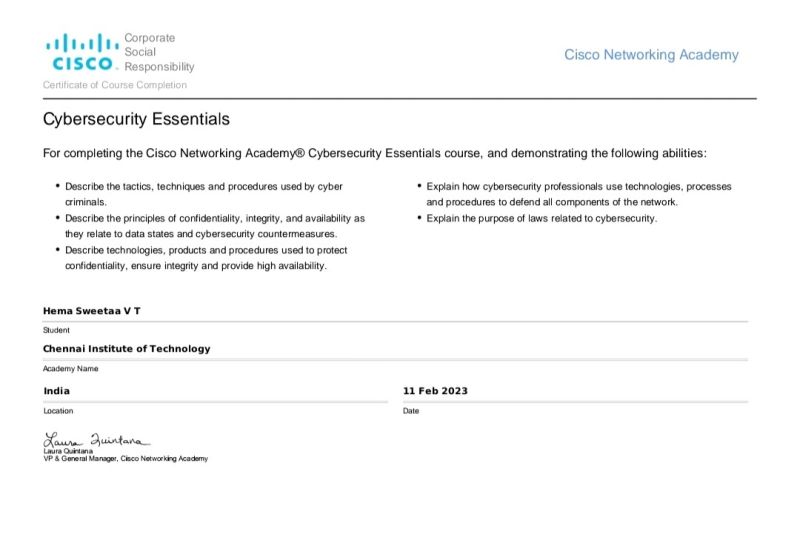 Corporate
Social
CISCO Responsibility
Cisco Networking Academy
Certificate of Course Completion
Cybersecurity Essentials
For completing the Cisco Networking Academy® Cybersecurity Essentials course, and demonstrating the following abilities:
• Describe the tactics, techniques and procedures used by cyber
criminals.
• Describe the principles of confidentiality, integrity, and availability as
they relate to data states and cybersecurity countermeasures.
• Describe technologies, products and procedures used to protect
confidentiality, ensure integrity and provide high availability.
• Explain how cybersecurity professionals use technologies, processes
and procedures to defend all components of the network.
• Explain the purpose of laws related to cybersecurity.
Hema Sweetaa V T
Student
Chennai Institute of Technology
Academy Name
India
Location
11 Feb 2023
Date
Laura Quintana
Laura Quintana
VP & General Manager, Cisco Networking Academy